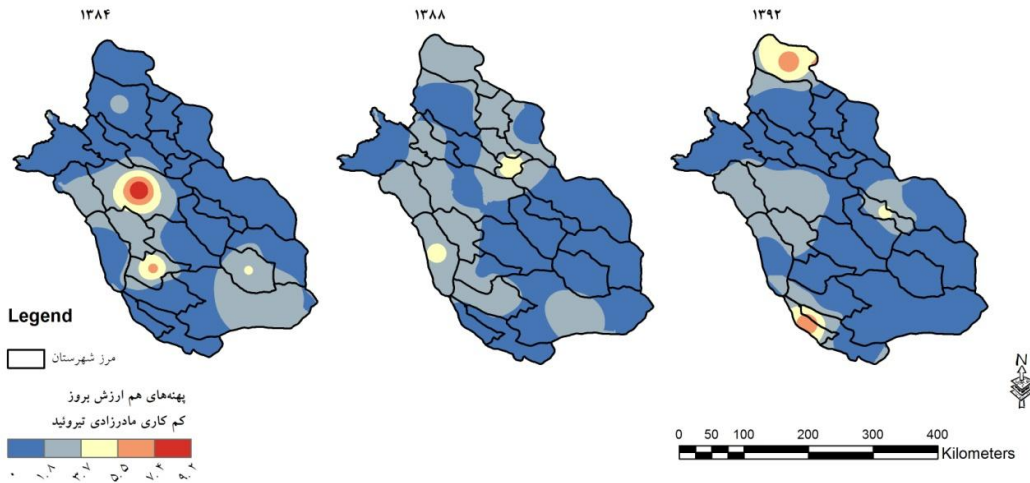 ۱۳۸۴
۱۳۸۸
۱۳۹۲
Legend
مرز شهرستان
پهنه‌های هم ارزش بروز
کم کاری مادرزادی تیروئید
۰
۱.۸
۳.۷
۵.۵
۷.۴
۹.۲
N
0 50 100 200 300 400
Kilometers